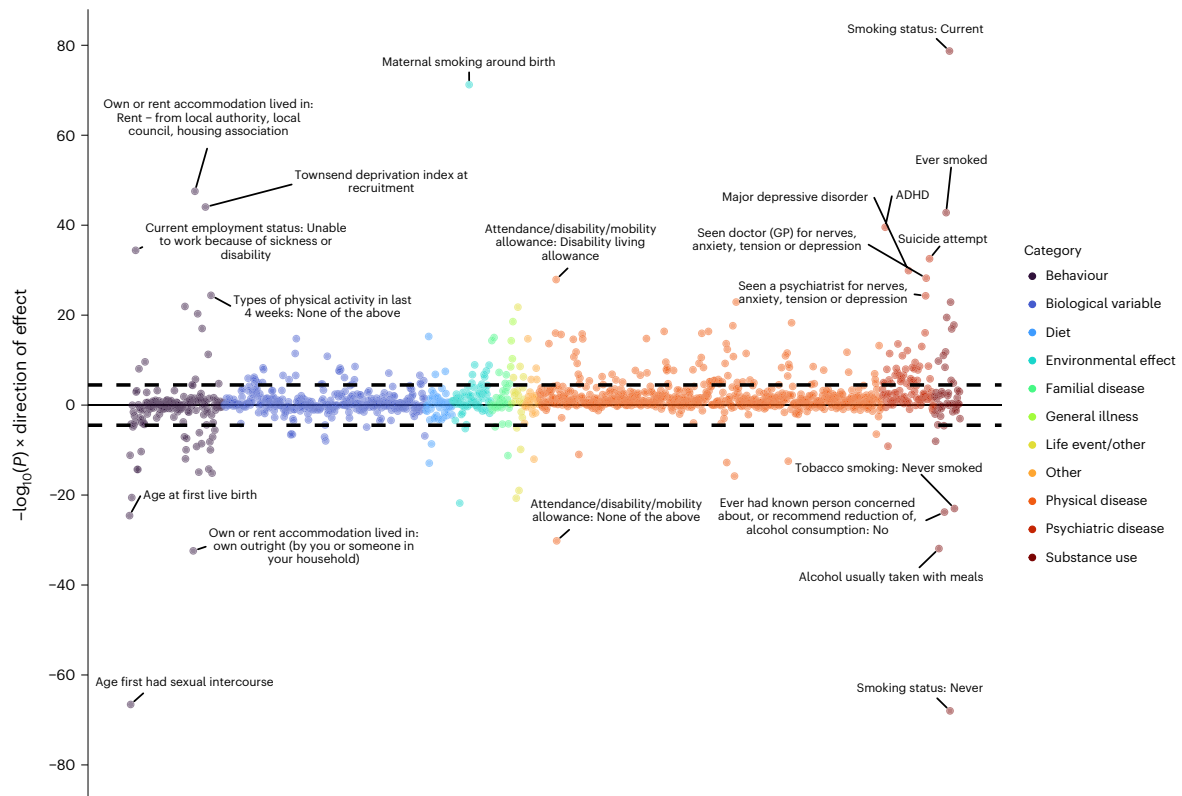 80
60
40
20
0
−20
−40
−60
−80
−log10(P) × direction of effect
Smoking status: Current
Maternal smoking around birth
Own or rent accommodation lived in:
Rent – from local authority, local
council, housing association
Townsend deprivation index at
recruitment
Current employment status: Unable
to work because of sickness or
disability
Types of physical activity in last
4 weeks: None of the above
Attendance/disability/mobility
allowance: Disability living
allowance
Ever smoked
Major depressive disorder
ADHD
Seen doctor (GP) for nerves,
anxiety, tension or depression
Suicide attempt
Seen a psychiatrist for nerves,
anxiety, tension or depression
Age at first live birth
Own or rent accommodation lived in:
own outright (by you or someone in
your household)
Attendance/disability/mobility
allowance: None of the above
Tobacco smoking: Never smoked
Ever had known person concerned
about, or recommend reduction of,
alcohol consumption: No
Alcohol usually taken with meals
Age first had sexual intercourse
Smoking status: Never
Category
Behaviour
Biological variable
Diet
Environmental effect
Familial disease
General illness
Life event/other
Other
Physical disease
Psychiatric disease
Substance use